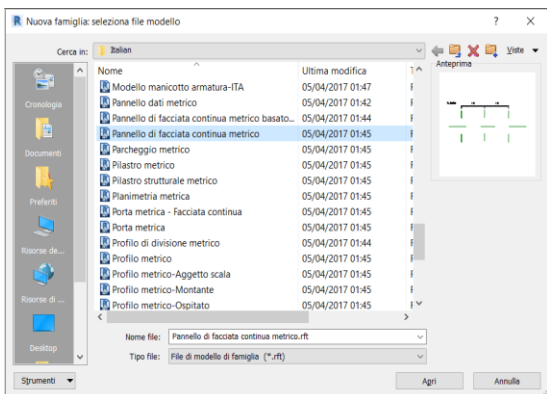 Nuova famiglia: seleziona file modello
Cerca in: Italian
Viste
Nome Ultima modifica
Anteprima
Modello manicotto armatura-ITA 05/04/2017 01:47
Pannello dati metrico 05/04/2017 01:42
Pannello di facciata continua metrico basato... 05/04/2017 01:44
Pannello di facciata continua metrico 05/04/2017 01:45
Parcheggio metrico 05/04/2017 01:45
Pilastro metrico 05/04/2017 01:45
Pilastro strutturale metrico 05/04/2017 01:45
Planimetria metrica 05/04/2017 01:45
Porta metrica - Facciata continua 05/04/2017 01:45
Porta metrica 05/04/2017 01:45
Profilo di divisione metrico 05/04/2017 01:44
Profilo metrico 05/04/2017 01:45
Profilo metrico-Aggetto scala 05/04/2017 01:45
Profilo metrico-Montante 05/04/2017 01:45
Profilo metrico-Ospitato 05/04/2017 01:45
Cronologia
Documenti
Preferiti
Risorse de...
Risorse di ...
Desktop
Nome file: Pannello di facciata continua metrico.rft
Tipo file: File di modello di famiglia (*.rft)
Strumenti
Apri
Annulla